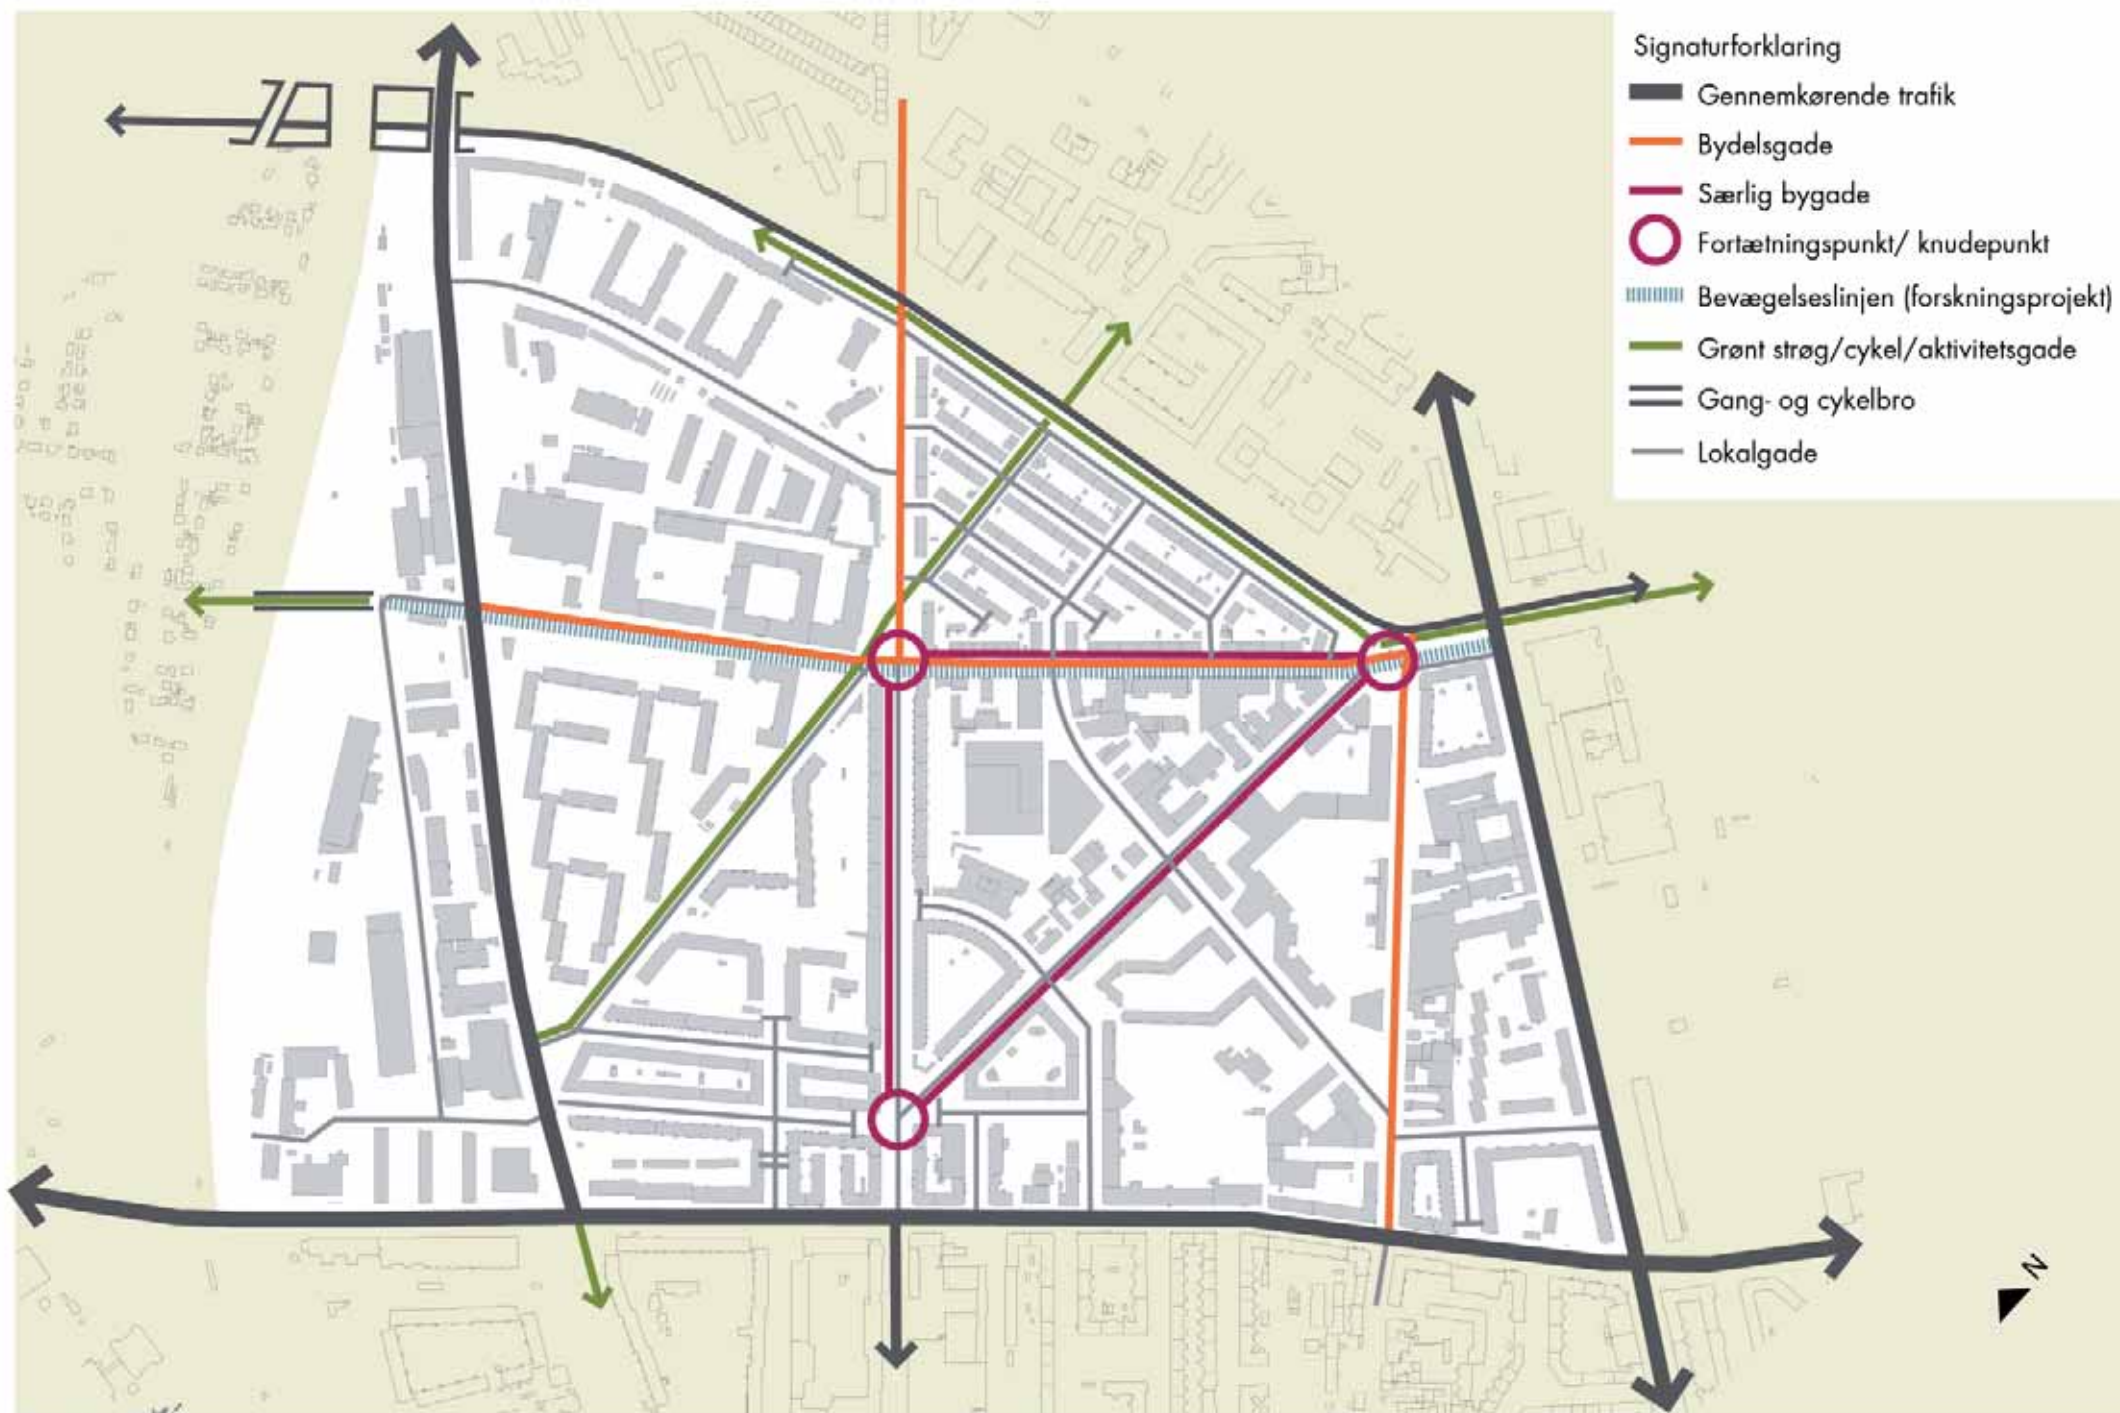 Signaturforklaring
Gennemkørende trafik
Bydelsgade
Særlig bygade
Fortætningspunkt/ knudepunkt
Bevægelseslinjen (forskningsprojekt)
Grønt strøg/cykel/aktivitetsgade
Gang- og cykelbro
Lokalgade
N